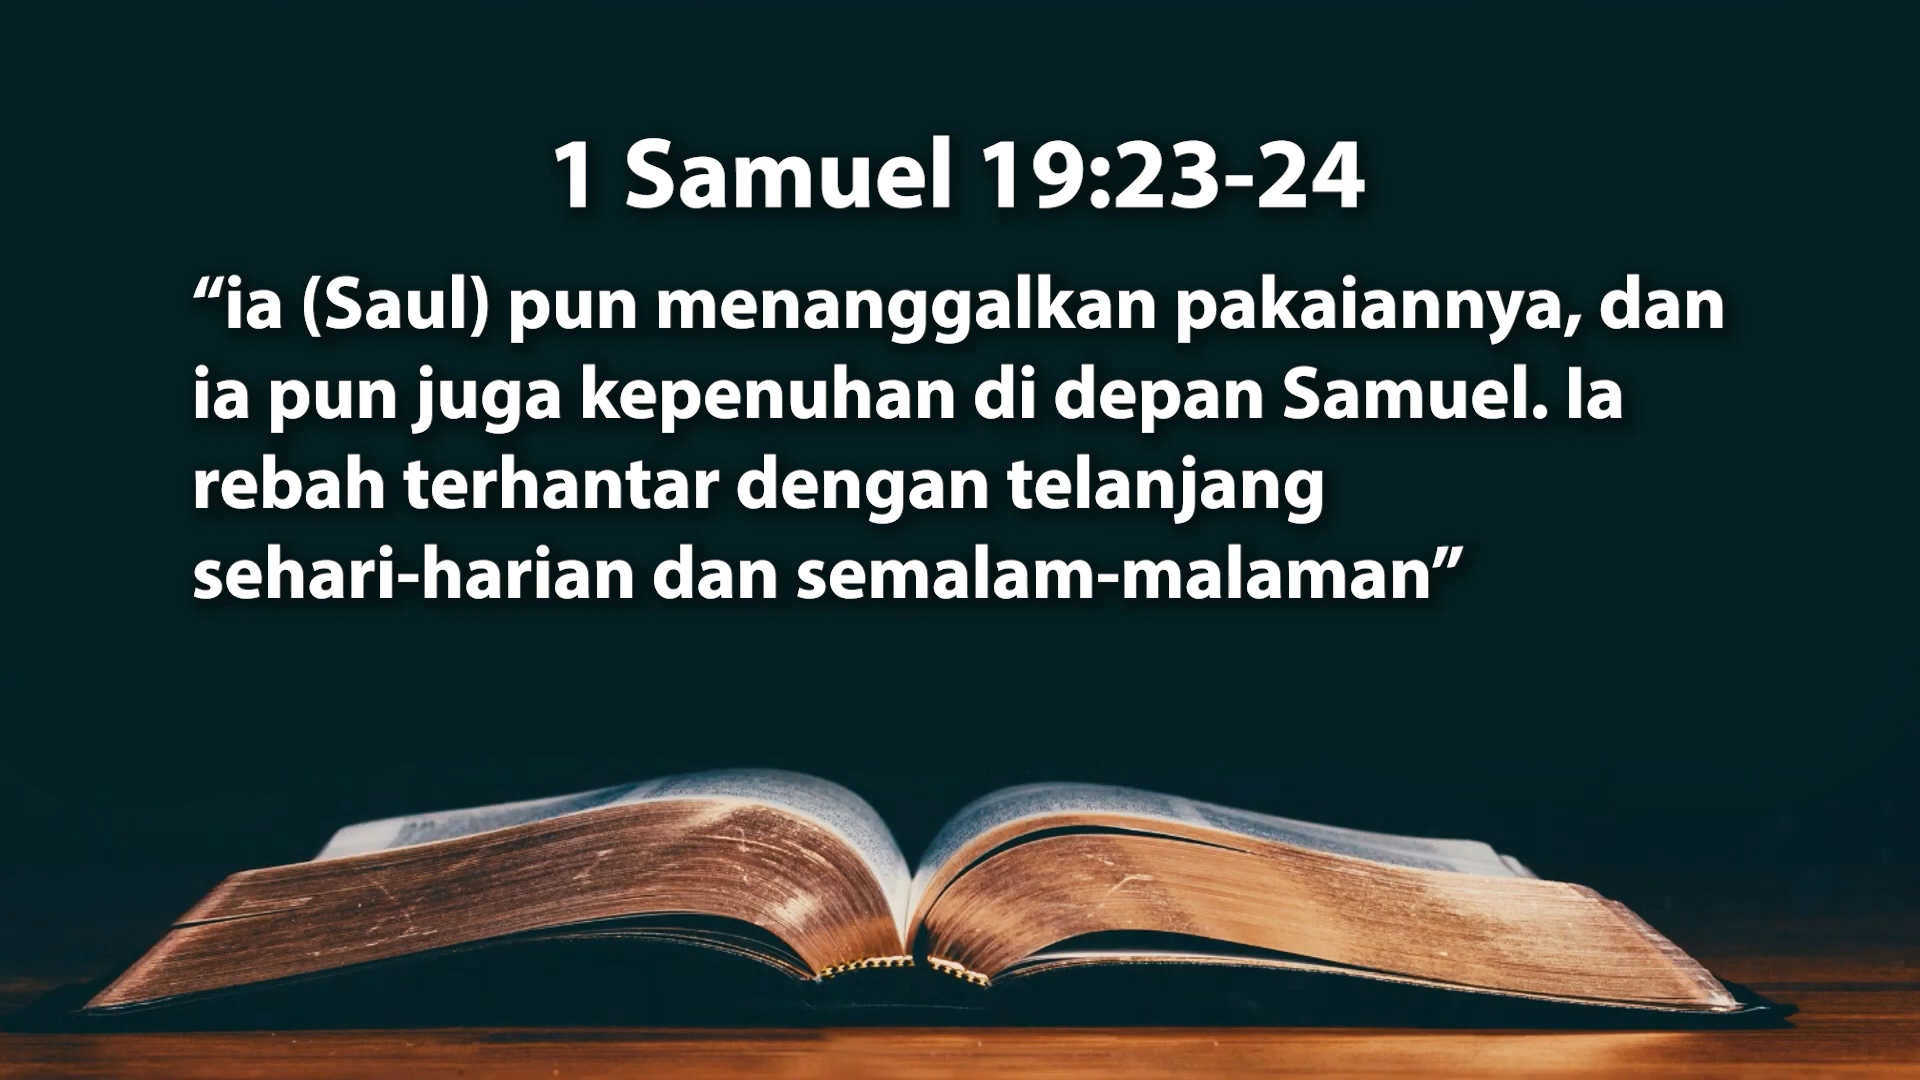 1 Samuel 19:23-24
“ia (Saul) pun menanggalkan pakaiannya, dan
ia pun juga kepenuhan di depan Samuel. Ia
rebah terhantar dengan telanjang
sehari-harian dan semalam-malaman”